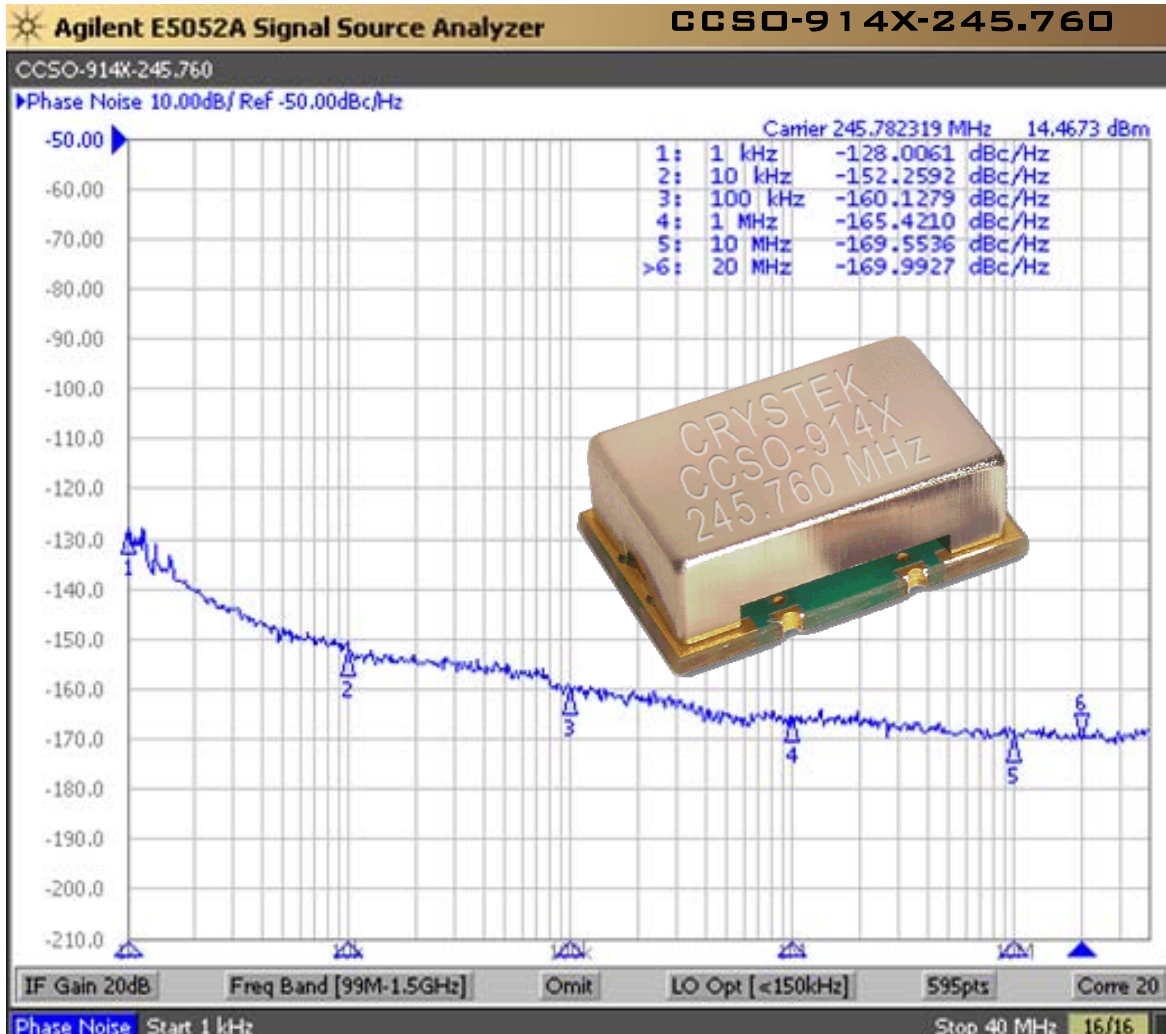 Agilent E5052A Signal Source Analyzer
CCSO-914X-245.760
CCSO-914X-245.760
Phase Noise 10.00dB/ Ref -50.00dBc/Hz
Carrier 245.782319 MHz 14.4673 dBm
1: 1 kHz -128.0061 dBc/Hz
2: 10 kHz -152.2592 dBc/Hz
3: 100 kHz -160.1279 dBc/Hz
4: 1 MHz -165.4210 dBc/Hz
5: 10 MHz -169.5536 dBc/Hz
>6: 20 MHz -169.9927 dBc/Hz
-50.00
-60.00
-70.00
-80.00
-90.00
-100.0
-110.0
-120.0
-130.0
-140.0
-150.0
-160.0
-170.0
-180.0
-190.0
-200.0
-210.0
CRYSTEK
CCSO-914X
245.760 MHz
1
2
3
4
5
6
IF Gain 20dB
Freq Band [99M-1.5GHz]
Omit
LO Opt [<150kHz]
595pts
Corre 20
Phase Noise Start 1 kHz
Stop 40 MHz
16/16